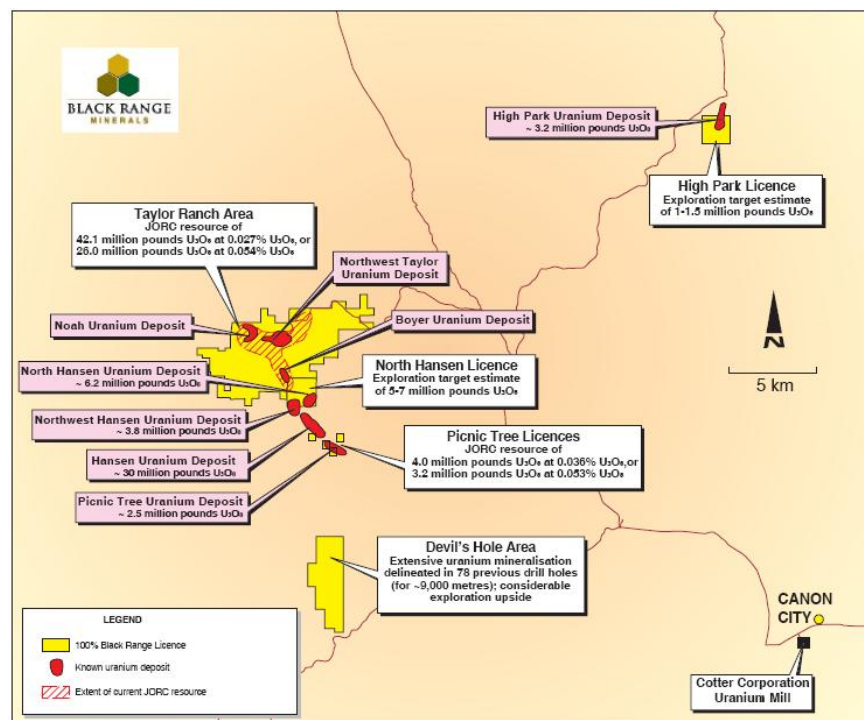 BLACK RANGE
MINERALS
High Park Uranium Deposit
~ 3.2 million pounds U₃O₈
High Park Licence
Exploration target estimate
of 1-1.5 million pounds U₃O₈
Taylor Ranch Area
JORC resource of
42.1 million pounds U₃O₈ at 0.027% U₃O₈, or
26.0 million pounds U₃O₈ at 0.054% U₃O₈
Northwest Taylor
Uranium Deposit
Noah Uranium Deposit
Boyer Uranium Deposit
North Hansen Uranium Deposit
~ 6.2 million pounds U₃O₈
North Hansen Licence
Exploration target estimate
of 5-7 million pounds U₃O₈
N
5 km
Northwest Hansen Uranium Deposit
~ 3.8 million pounds U₃O₈
Picnic Tree Licences
JORC resource of
4.0 million pounds U₃O₈ at 0.036% U₃O₈, or
3.2 million pounds U₃O₈ at 0.053% U₃O₈
Hansen Uranium Deposit
~ 30 million pounds U₃O₈
Picnic Tree Uranium Deposit
~ 2.5 million pounds U₃O₈
Devil's Hole Area
Extensive uranium mineralisation
delineated in 78 previous drill holes
(for ~9,000 metres); considerable
exploration upside
CANON
CITY
Cotter Corporation
Uranium Mill
LEGEND
100% Black Range Licence
Known uranium deposit
Extent of current JORC resource